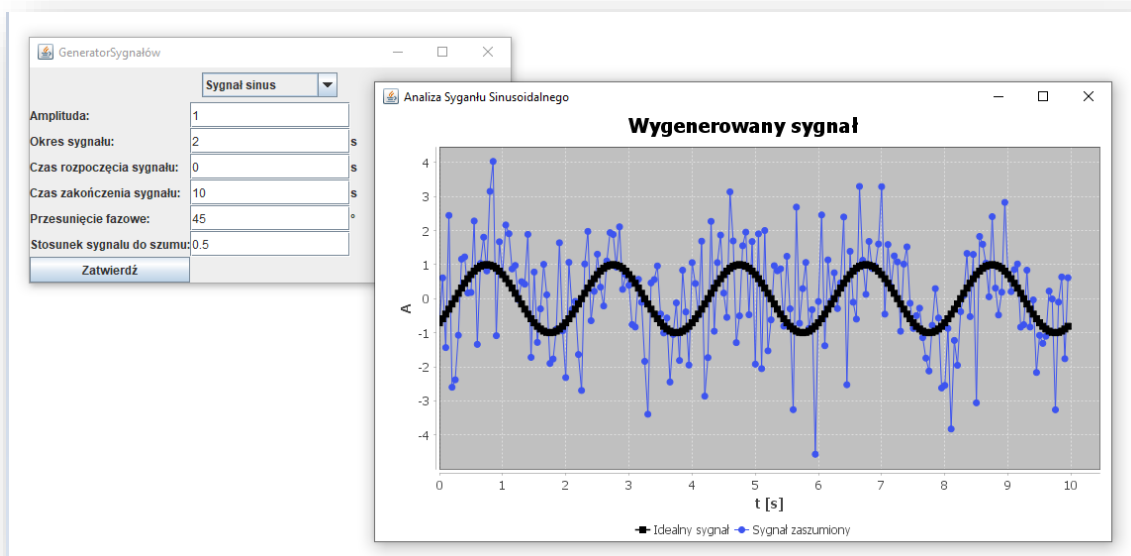 GeneratorSygnałów
Sygnał sinus
Amplituda: 1
Okres sygnału: 2 s
Czas rozpoczęcia sygnału: 0 s
Czas zakończenia sygnału: 10 s
Przesunięcie fazowe: 45 °
Stosunek sygnału do szumu: 0.5
Zatwierdź
Analiza Syganłu Sinusoidalnego
Wygenerowany sygnał
4
3
2
1
0
-1
-2
-3
-4
A
0 1 2 3 4 5 6 7 8 9 10
t [s]
Idealny sygnał Sygnał zaszumiony